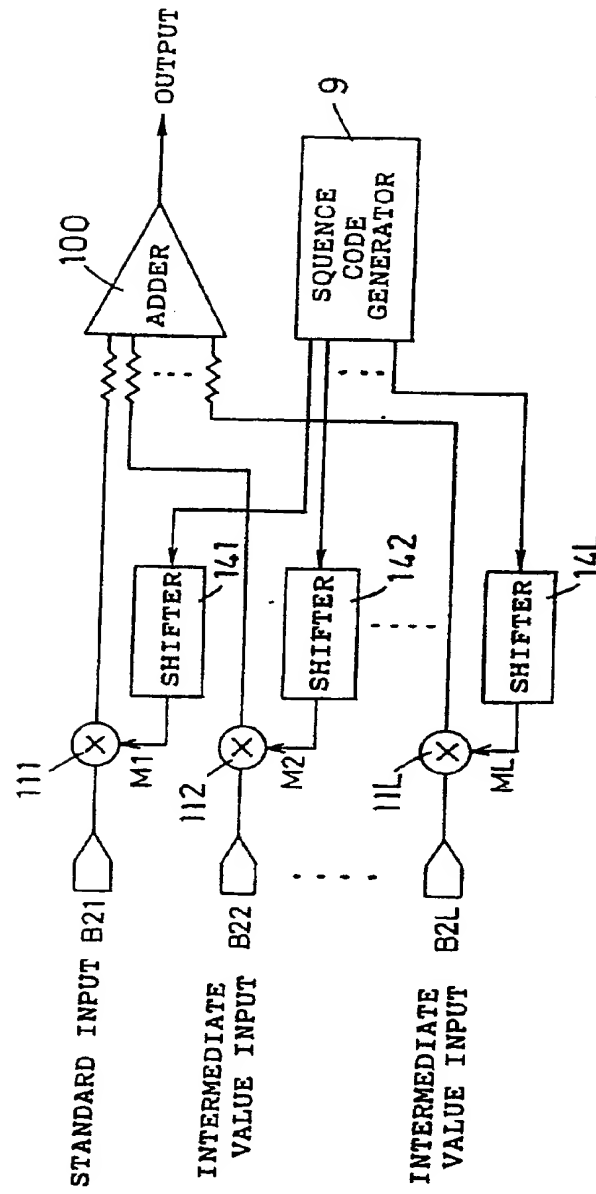 STANDARD INPUT B21
111
M1
SHIFTER
141
100
ADDER
OUTPUT
INTERMEDIATE
VALUE INPUT B22
112
M2
SHIFTER
142
SQUENCE
CODE
GENERATOR
9
INTERMEDIATE
VALUE INPUT B2L
11L
ML
SHIFTER
14L